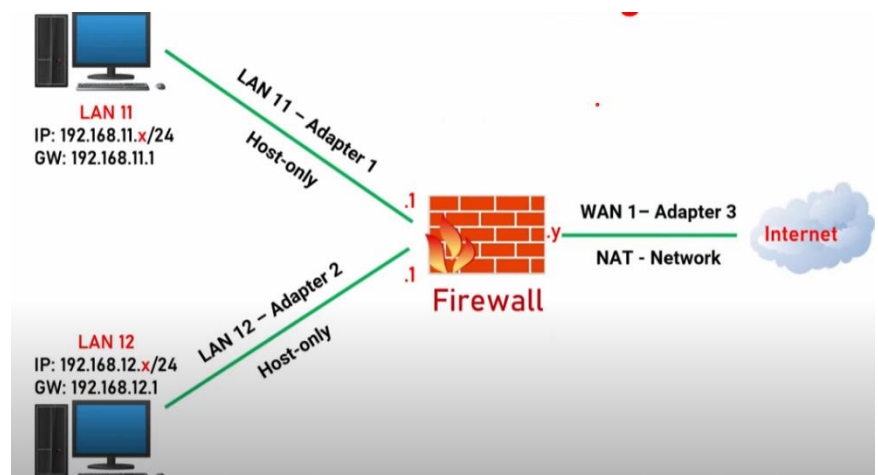 LAN 11
IP: 192.168.11.x/24
GW: 192.168.11.1
LAN 11 – Adapter 1
Host-only
.1
.1
Firewall
.y
WAN 1– Adapter 3
NAT - Network
Internet
LAN 12 – Adapter 2
Host-only
LAN 12
IP: 192.168.12.x/24
GW: 192.168.12.1